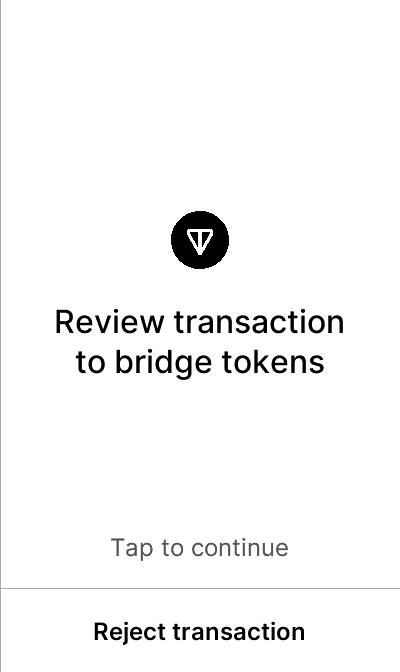 Review transaction
to bridge tokens
Tap to continue
Reject transaction